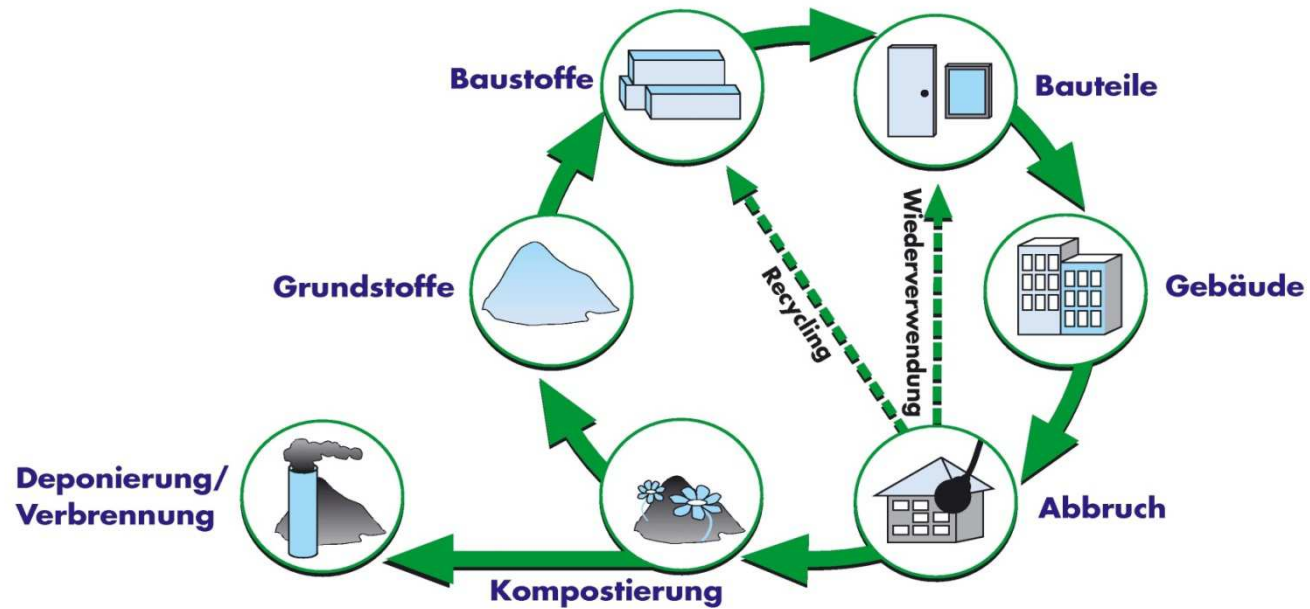 Baustoffe
Bauteile
Grundstoffe
Gebäude
Recycling
Wiederverwendung
Deponierung/
Verbrennung
Abbruch
Kompostierung